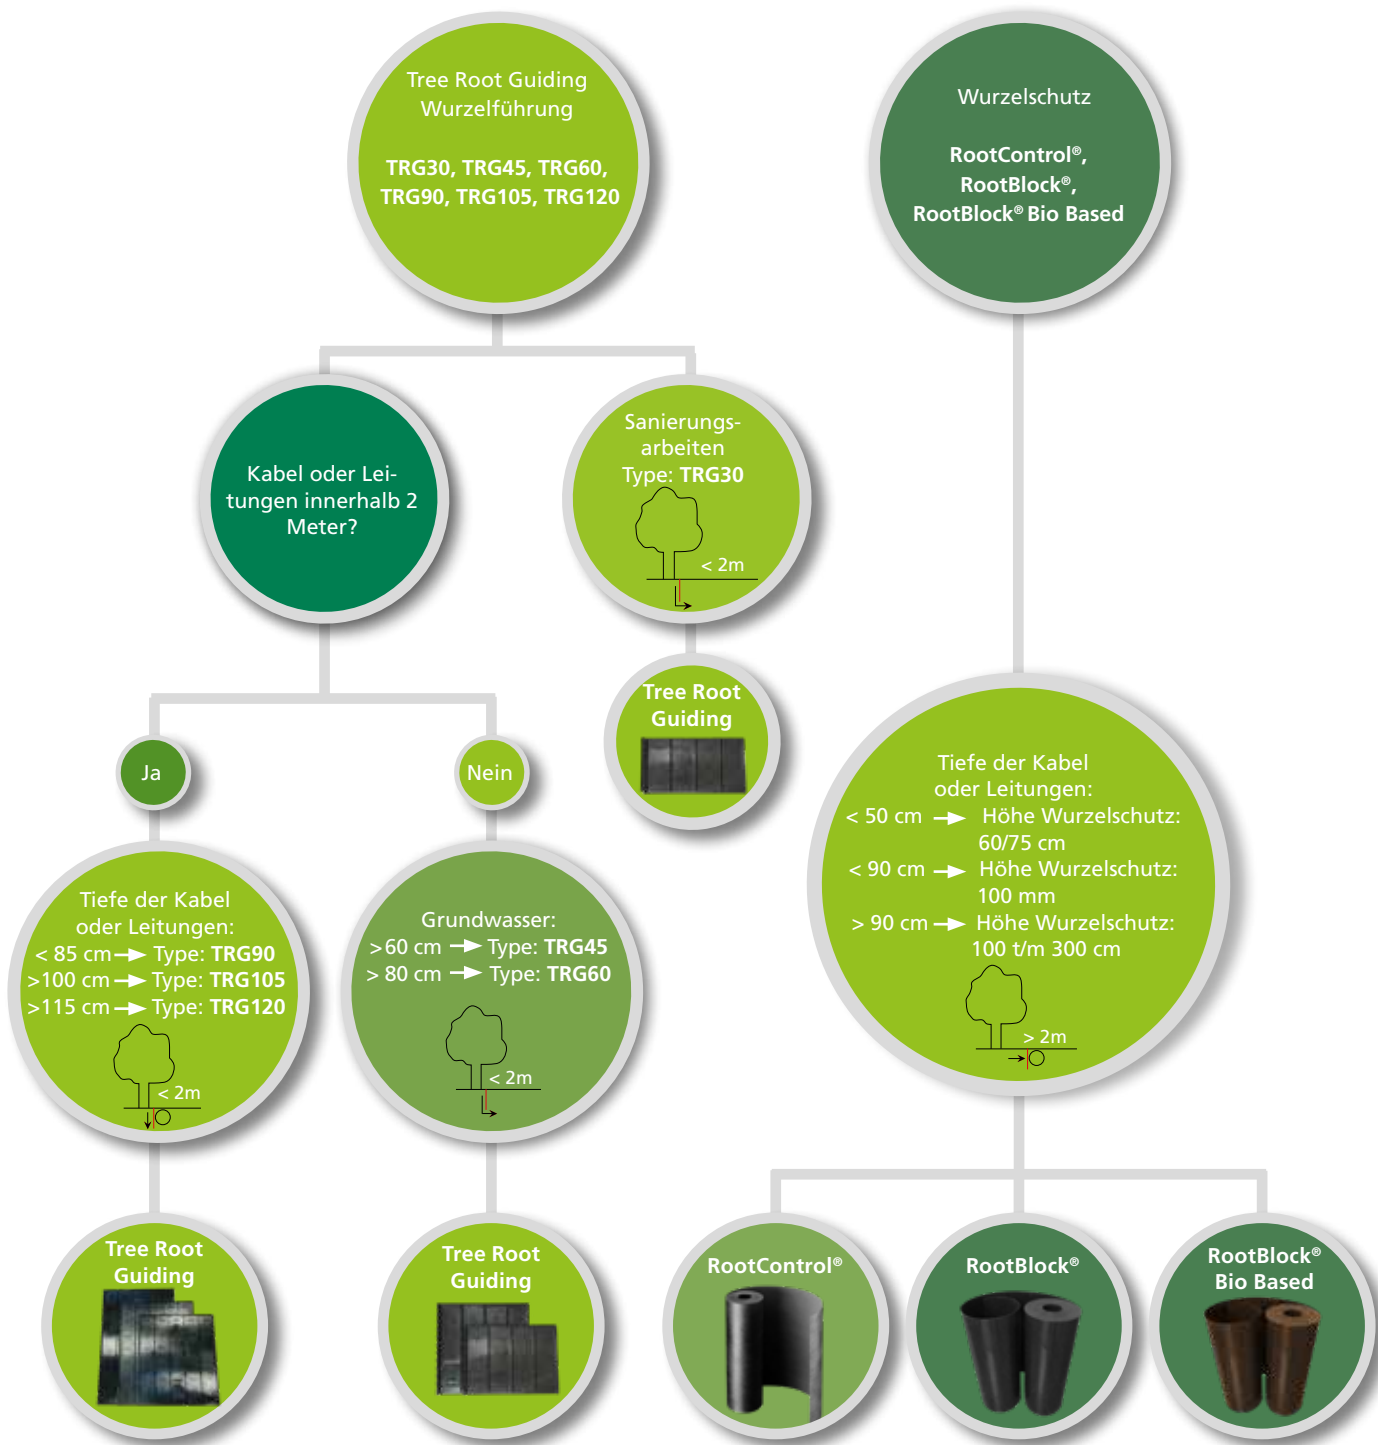 Tree Root Guiding
Wurzelführung
TRG30, TRG45, TRG60,
TRG90, TRG105, TRG120
Wurzelschutz
RootControl®,
RootBlock®,
RootBlock® Bio Based
Kabel oder Lei-
tungen innerhalb 2
Meter?
Sanierungs-
arbeiten
Type: TRG30
< 2m
Tree Root
Guiding
Ja
Nein
Tiefe der Kabel
oder Leitungen:
< 85 cm → Type: TRG90
>100 cm → Type: TRG105
>115 cm → Type: TRG120
< 2m
Grundwasser:
>60 cm → Type: TRG45
> 80 cm → Type: TRG60
< 2m
Tiefe der Kabel
oder Leitungen:
< 50 cm → Höhe Wurzelschutz:
60/75 cm
< 90 cm → Höhe Wurzelschutz:
100 mm
> 90 cm → Höhe Wurzelschutz:
100 t/m 300 cm
> 2m
Tree Root
Guiding
Tree Root
Guiding
RootControl®
RootBlock®
RootBlock®
Bio Based